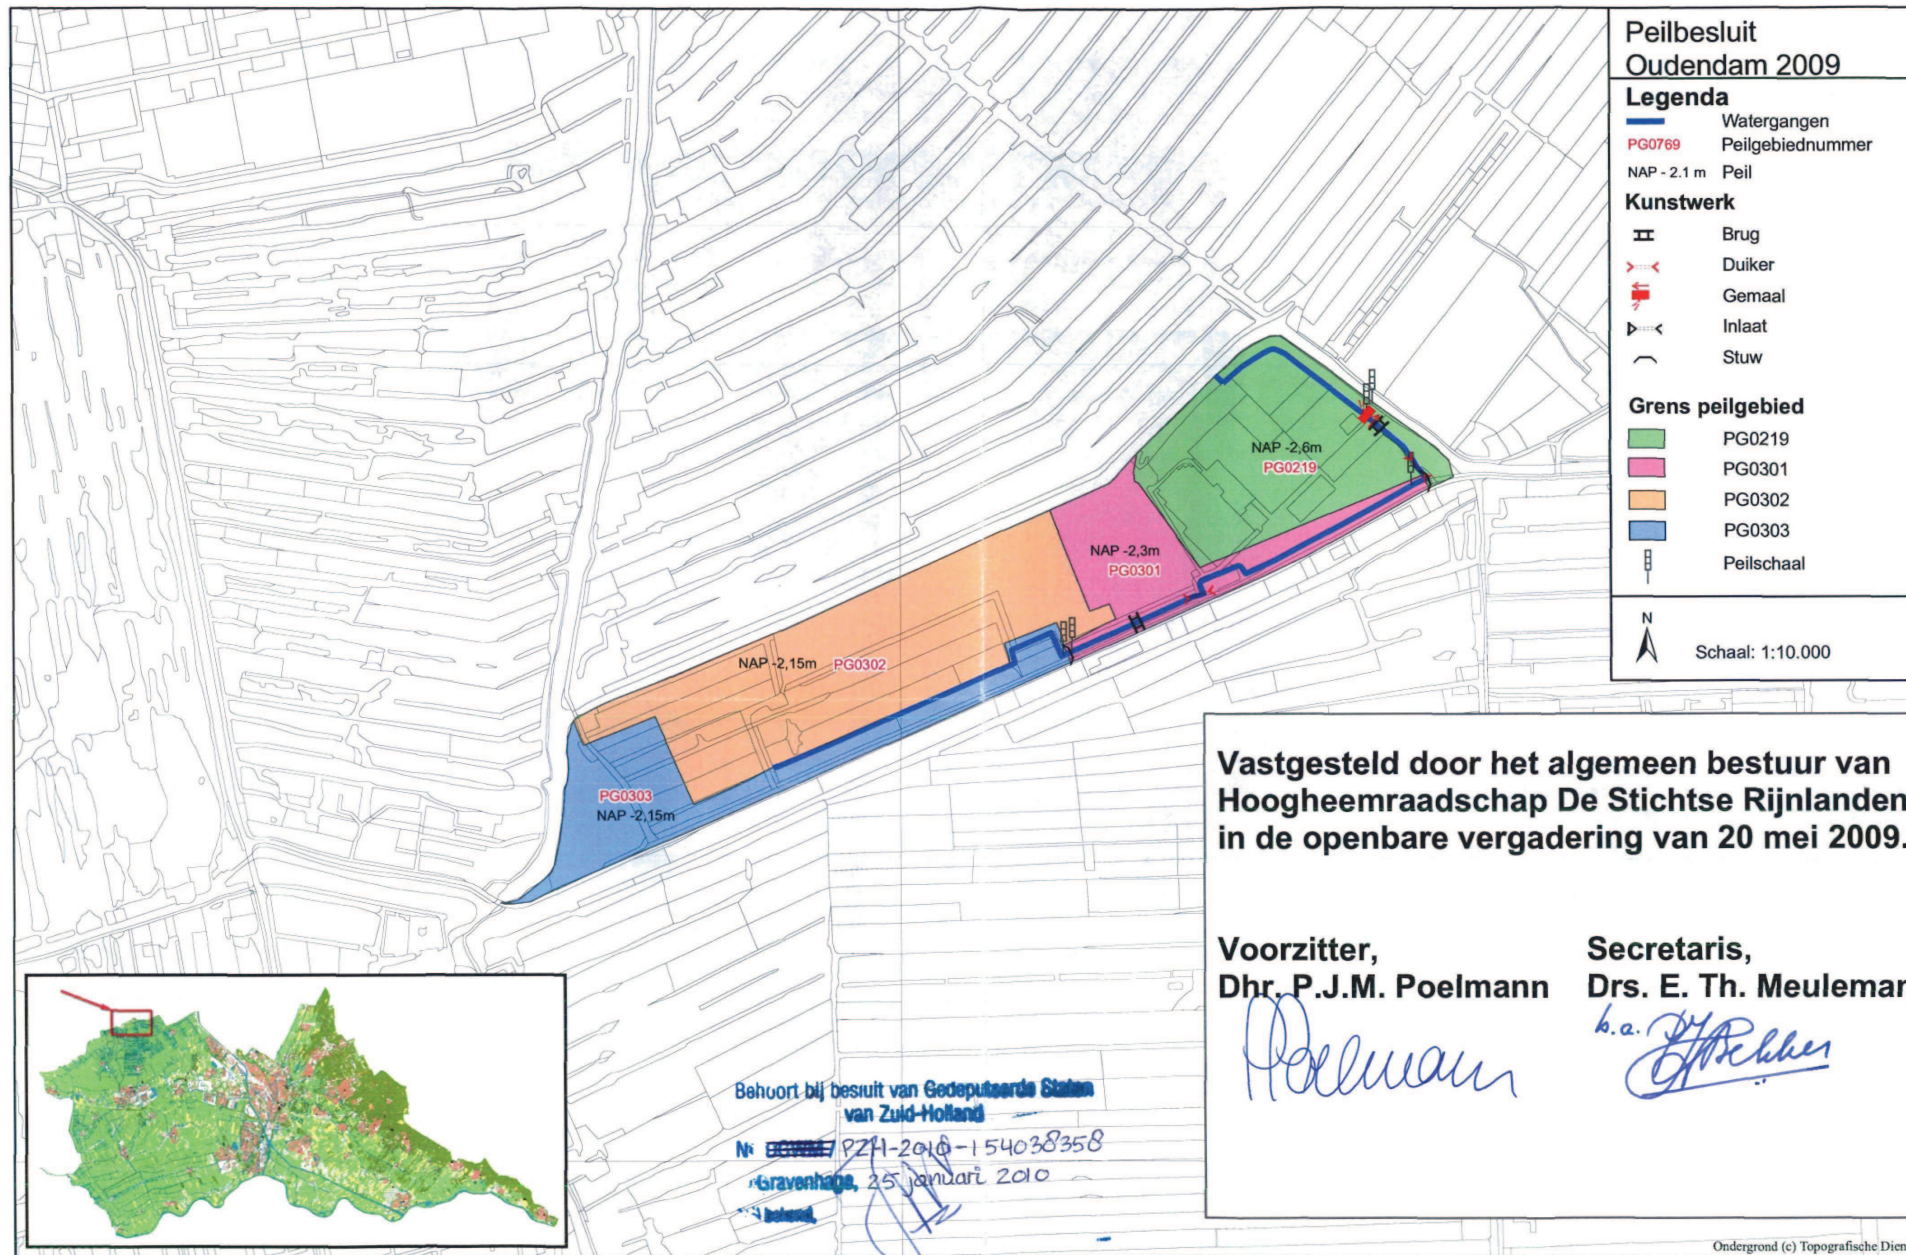 Peilbesluit
Oudendam 2009
Legenda
Watergangen
PG0769 Peilgebiednummer
NAP - 2.1 m Peil
Kunstwerk
Brug
Duiker
Gemaal
Inlaat
Stuw
Grens peilgebied
PG0219
PG0301
PG0302
PG0303
Peilschaal
N
Schaal: 1:10.000
NAP -2,6m
PG0219
NAP -2,3m
PG0301
NAP -2,15m PG0302
PG0303
NAP -2,15m
Vastgesteld door het algemeen bestuur van
Hoogheemraadschap De Stichtse Rijnlanden
in de openbare vergadering van 20 mei 2009.
Voorzitter,
Dhr. P.J.M. Poelmann
Secretaris,
Drs. E. Th. Meuleman
b.a.
Behoort bij besluit van Gedeputeerde Staten
van Zuid-Holland
PZH-2010-154038358
Gravenhage, 25 januari 2010
Ondergrond (c) Topografische Dien